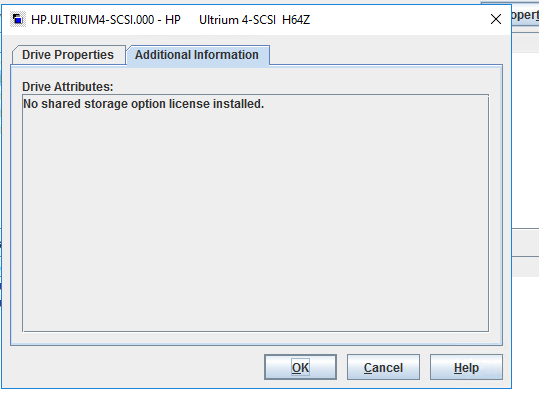 HP.ULTRIUM4-SCSI.000 - HP Ultrium 4-SCSI H64Z
Drive Properties Additional Information
Drive Attributes:
No shared storage option license installed.
OK Cancel Help